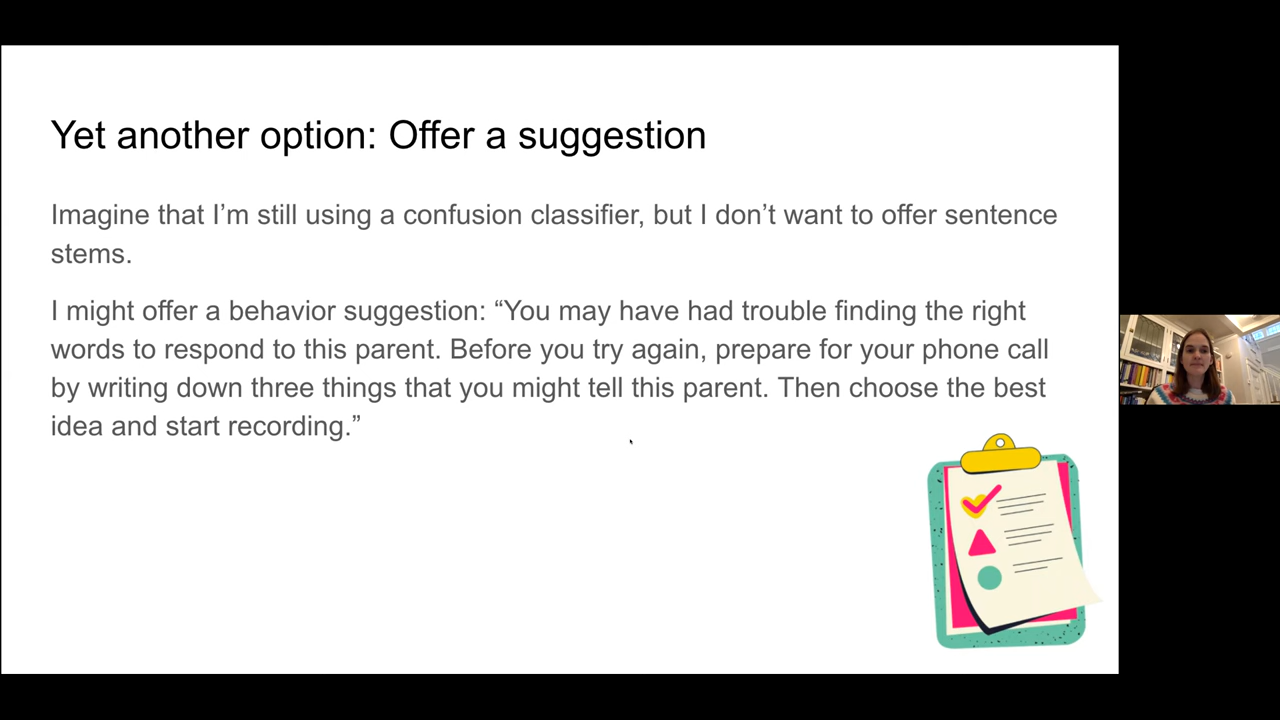 Yet another option: Offer a suggestion
Imagine that I’m still using a confusion classifier, but I don’t want to offer sentence
stems.
I might offer a behavior suggestion: “You may have had trouble finding the right
words to respond to this parent. Before you try again, prepare for your phone call
by writing down three things that you might tell this parent. Then choose the best
idea and start recording.”